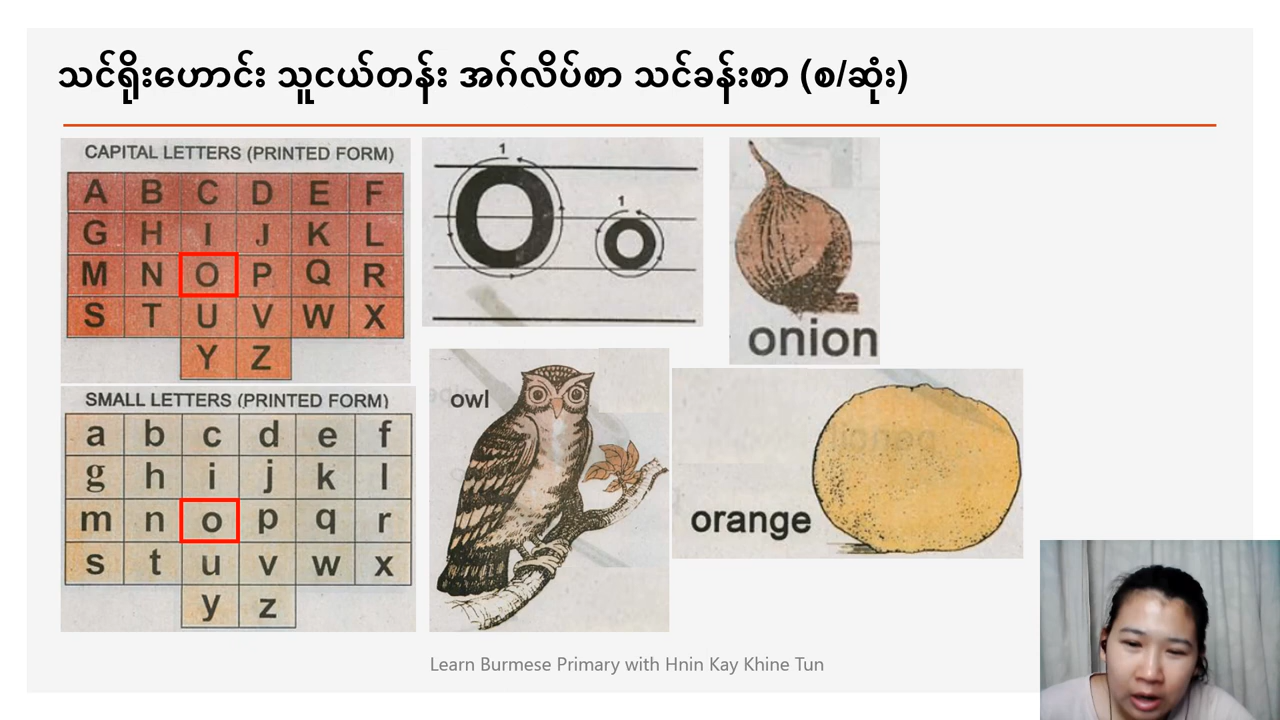 သင်ရိုးဟောင်း သူငယ်တန်း အင်္ဂလိပ်စာ သင်ခန်းစာ (စ/ဆုံး)
CAPITAL LETTERS (PRINTED FORM)
A B C D E F
G H I J K L
M N O P Q R
S T U V W X
Y Z
SMALL LETTERS (PRINTED FORM)
a b c d e f
g h i j k l
m n o p q r
s t u v w x
y z
1
1
O o
onion
owl
orange
Learn Burmese Primary with Hnin Kay Khine Tun